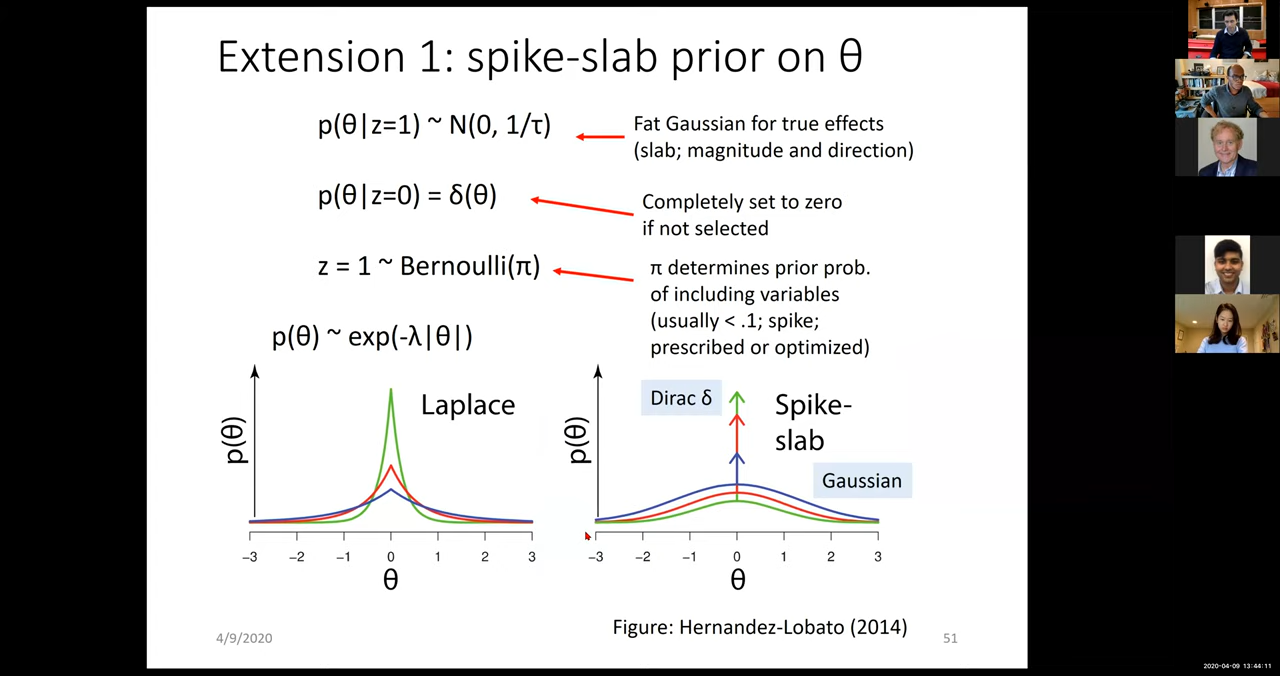 Extension 1: spike-slab prior on θ
p(θ|z=1) ~ N(0, 1/τ)
Fat Gaussian for true effects
(slab; magnitude and direction)
p(θ|z=0) = δ(θ)
Completely set to zero
if not selected
z = 1 ~ Bernoulli(π)
π determines prior prob.
of including variables
(usually < .1; spike;
prescribed or optimized)
p(θ) ~ exp(-λ|θ|)
Laplace
p(θ)
−3 −2 −1 0 1 2 3
θ
Dirac δ
Spike-
slab
Gaussian
p(θ)
−3 −2 −1 0 1 2 3
θ
Figure: Hernandez-Lobato (2014)
4/9/2020
51
2020-04-09 13:44:11